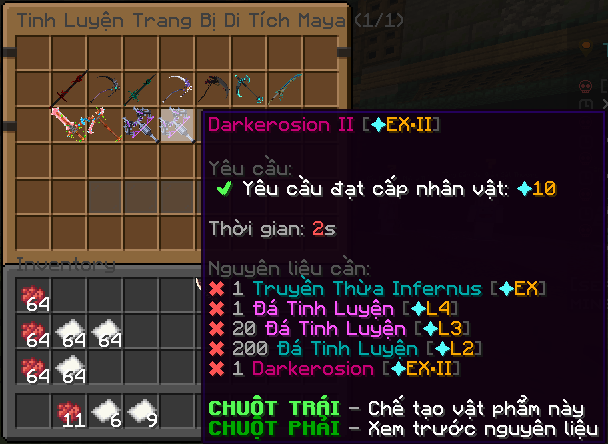 Tinh Luyện Trang Bị Di Tích Maya (1/1)
Darkerosion II [✦EX•II]
Yêu cầu:
✔ Yêu cầu đạt cấp nhân vật: ✦10
Thời gian: 2s
Nguyên liệu cần:
✖ 1 Truyền Thừa Infernus [✦EX]
✖ 1 Đá Tinh Luyện [✦L4]
✖ 20 Đá Tinh Luyện [✦L3]
✖ 200 Đá Tinh Luyện [✦L2]
✖ 1 Darkerosion [✦EX•II]
CHUỘT TRÁI - Chế tạo vật phẩm này
CHUỘT PHẢI - Xem trước nguyên liệu
Inventory
64
64 64 64
64 64
11 6 9